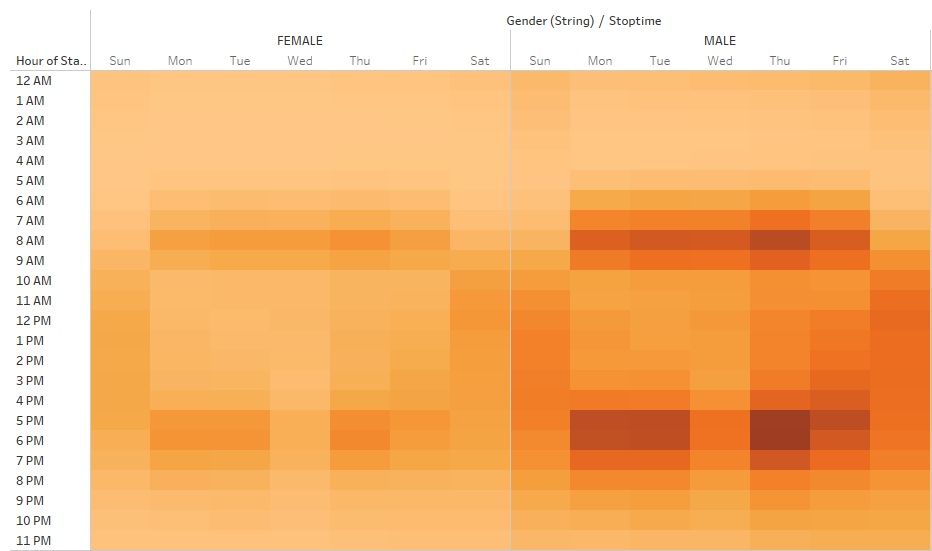 Gender (String) / Stoptime
FEMALE MALE
Hour of Sta.. Sun Mon Tue Wed Thu Fri Sat Sun Mon Tue Wed Thu Fri Sat
12 AM
1 AM
2 AM
3 AM
4 AM
5 AM
6 AM
7 AM
8 AM
9 AM
10 AM
11 AM
12 PM
1 PM
2 PM
3 PM
4 PM
5 PM
6 PM
7 PM
8 PM
9 PM
10 PM
11 PM